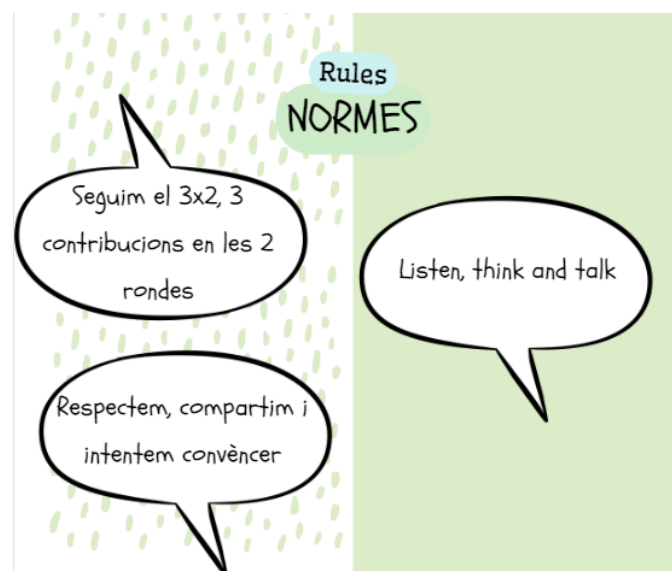 Rules
NORMES
Seguim el 3x2, 3
contribucions en les 2
rondes
Listen, think and talk
Respectem, compartim i
intentem convèncer